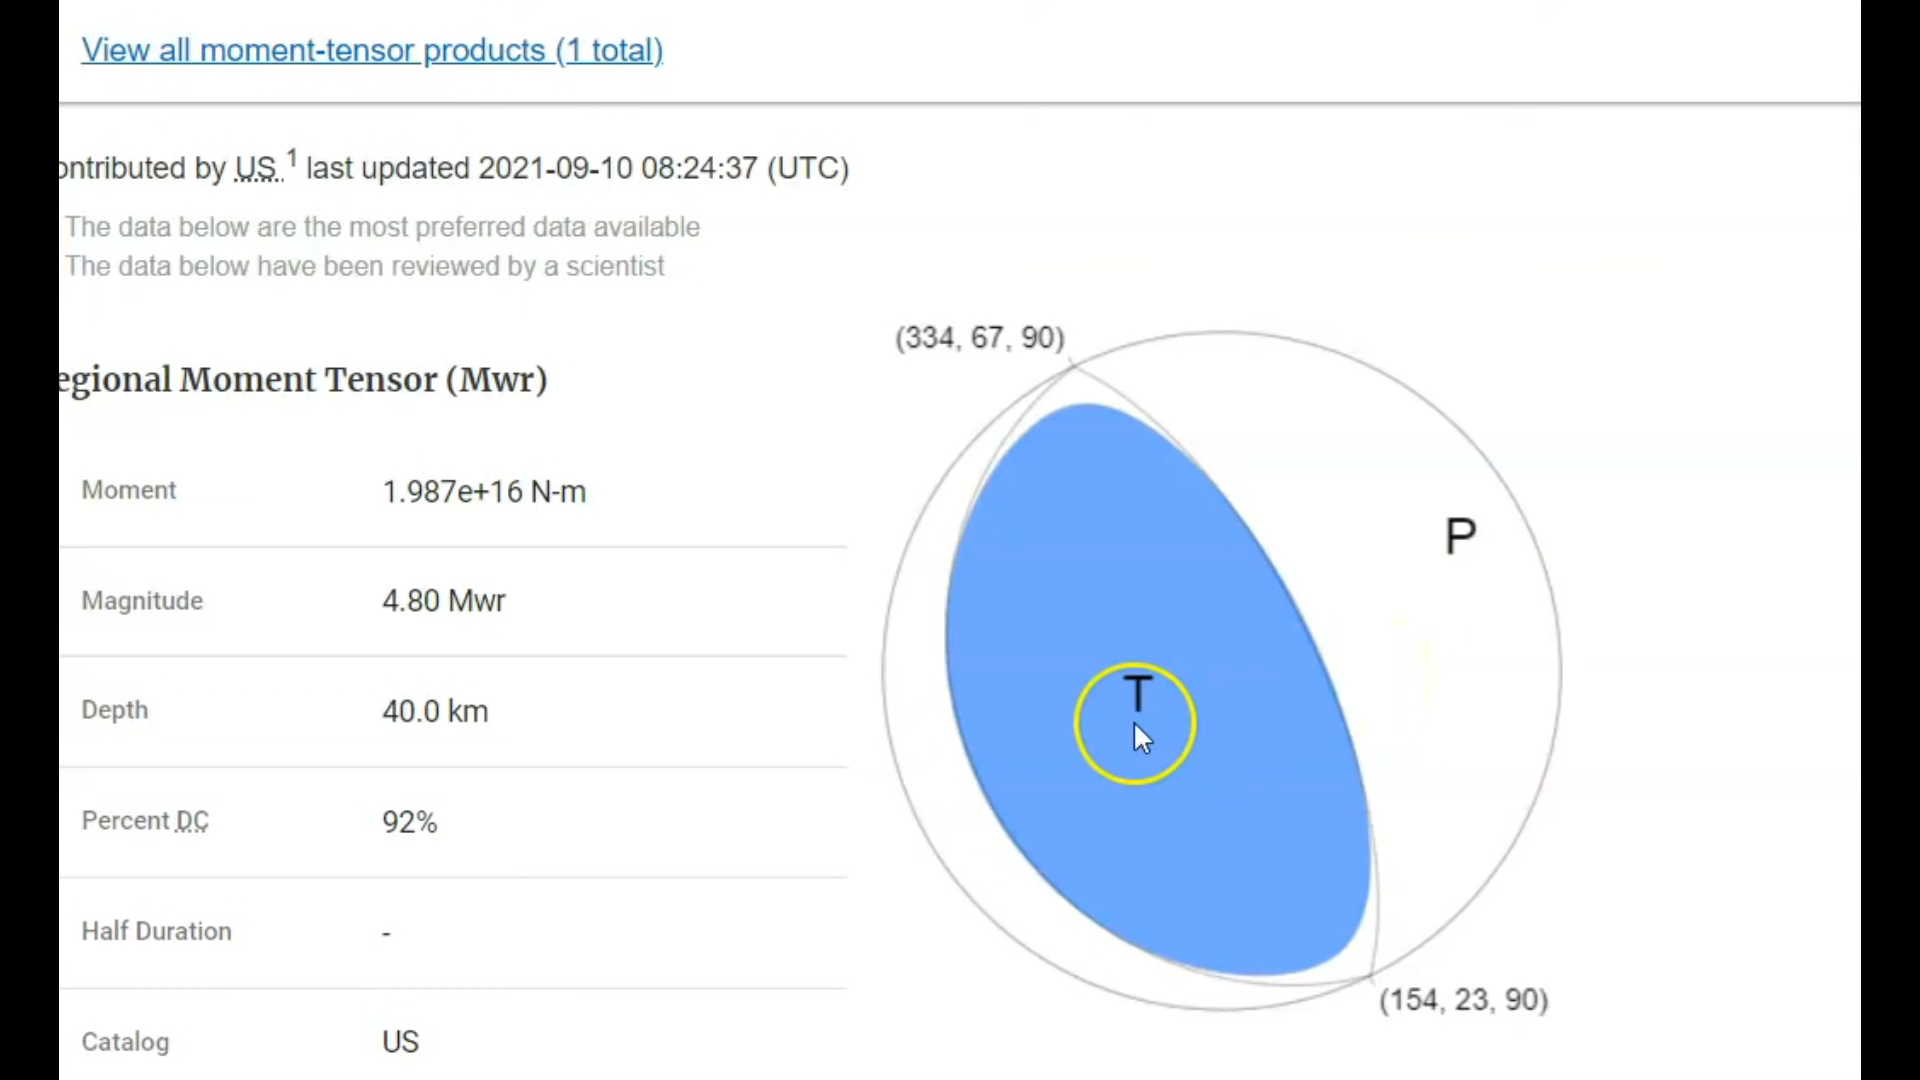 View all moment-tensor products (1 total)
ontributed by US 1 last updated 2021-09-10 08:24:37 (UTC)
The data below are the most preferred data available
The data below have been reviewed by a scientist
egional Moment Tensor (Mwr)
Moment 1.987e+16 N-m
Magnitude 4.80 Mwr
Depth 40.0 km
Percent DC 92%
Half Duration -
Catalog US
(334, 67, 90)
P
T
(154, 23, 90)